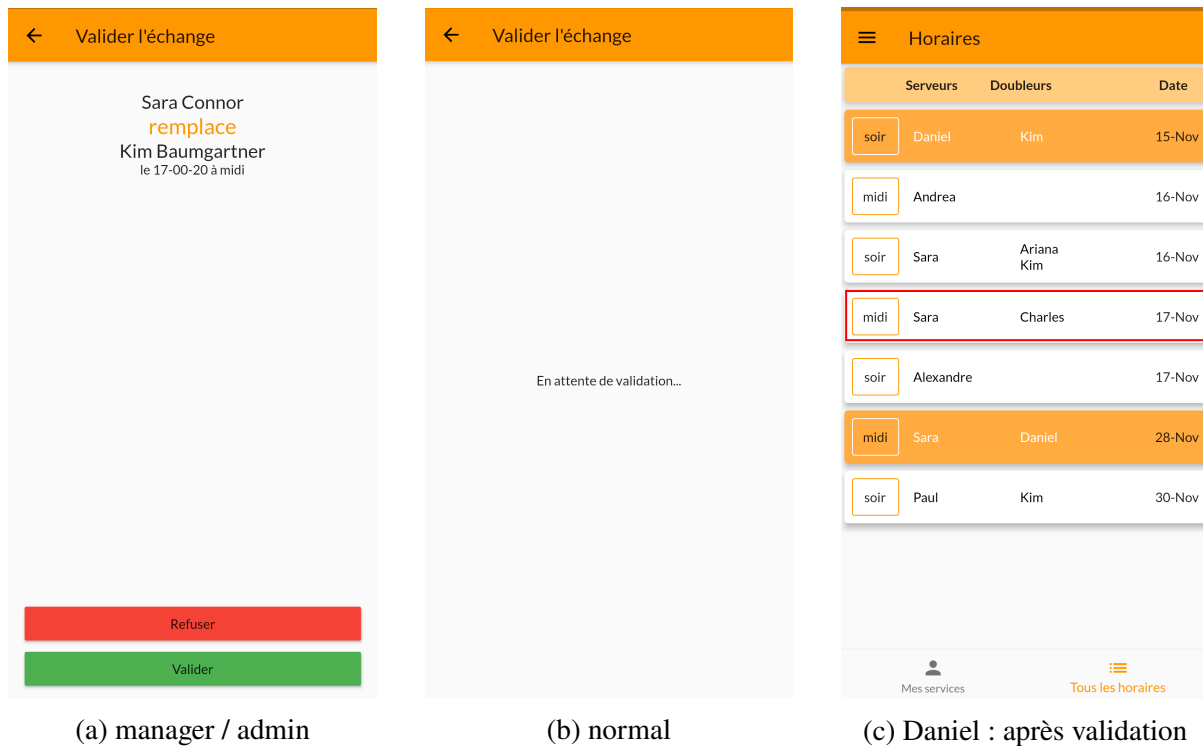 Valider l'échange
Sara Connor
remplace
Kim Baumgartner
le 17-00-20 à midi
Refuser
Valider
(a) manager / admin
Valider l'échange
En attente de validation...
(b) normal
Horaires
Serveurs Doubleurs Date
soir Daniel Kim 15-Nov
midi Andrea 16-Nov
soir Sara Ariana 16-Nov
Kim
midi Sara Charles 17-Nov
soir Alexandre 17-Nov
midi Sara Daniel 28-Nov
soir Paul Kim 30-Nov
Mes services Tous les horaires
(c) Daniel : après validation